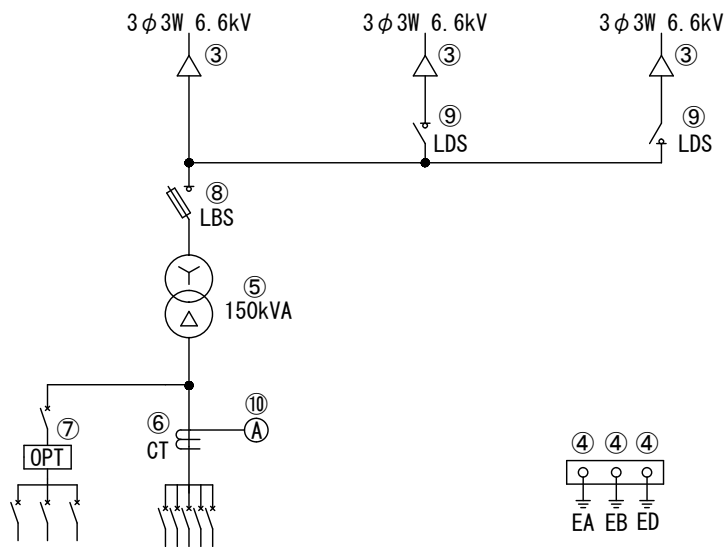 3φ3W 6.6kV
3φ3W 6.6kV
3φ3W 6.6kV
③
③
③
⑨
LDS
⑨
LDS
⑧
LBS
⑤
150kVA
⑩
⑥
A
CT
⑦
OPT
④ ④ ④
EA EB ED